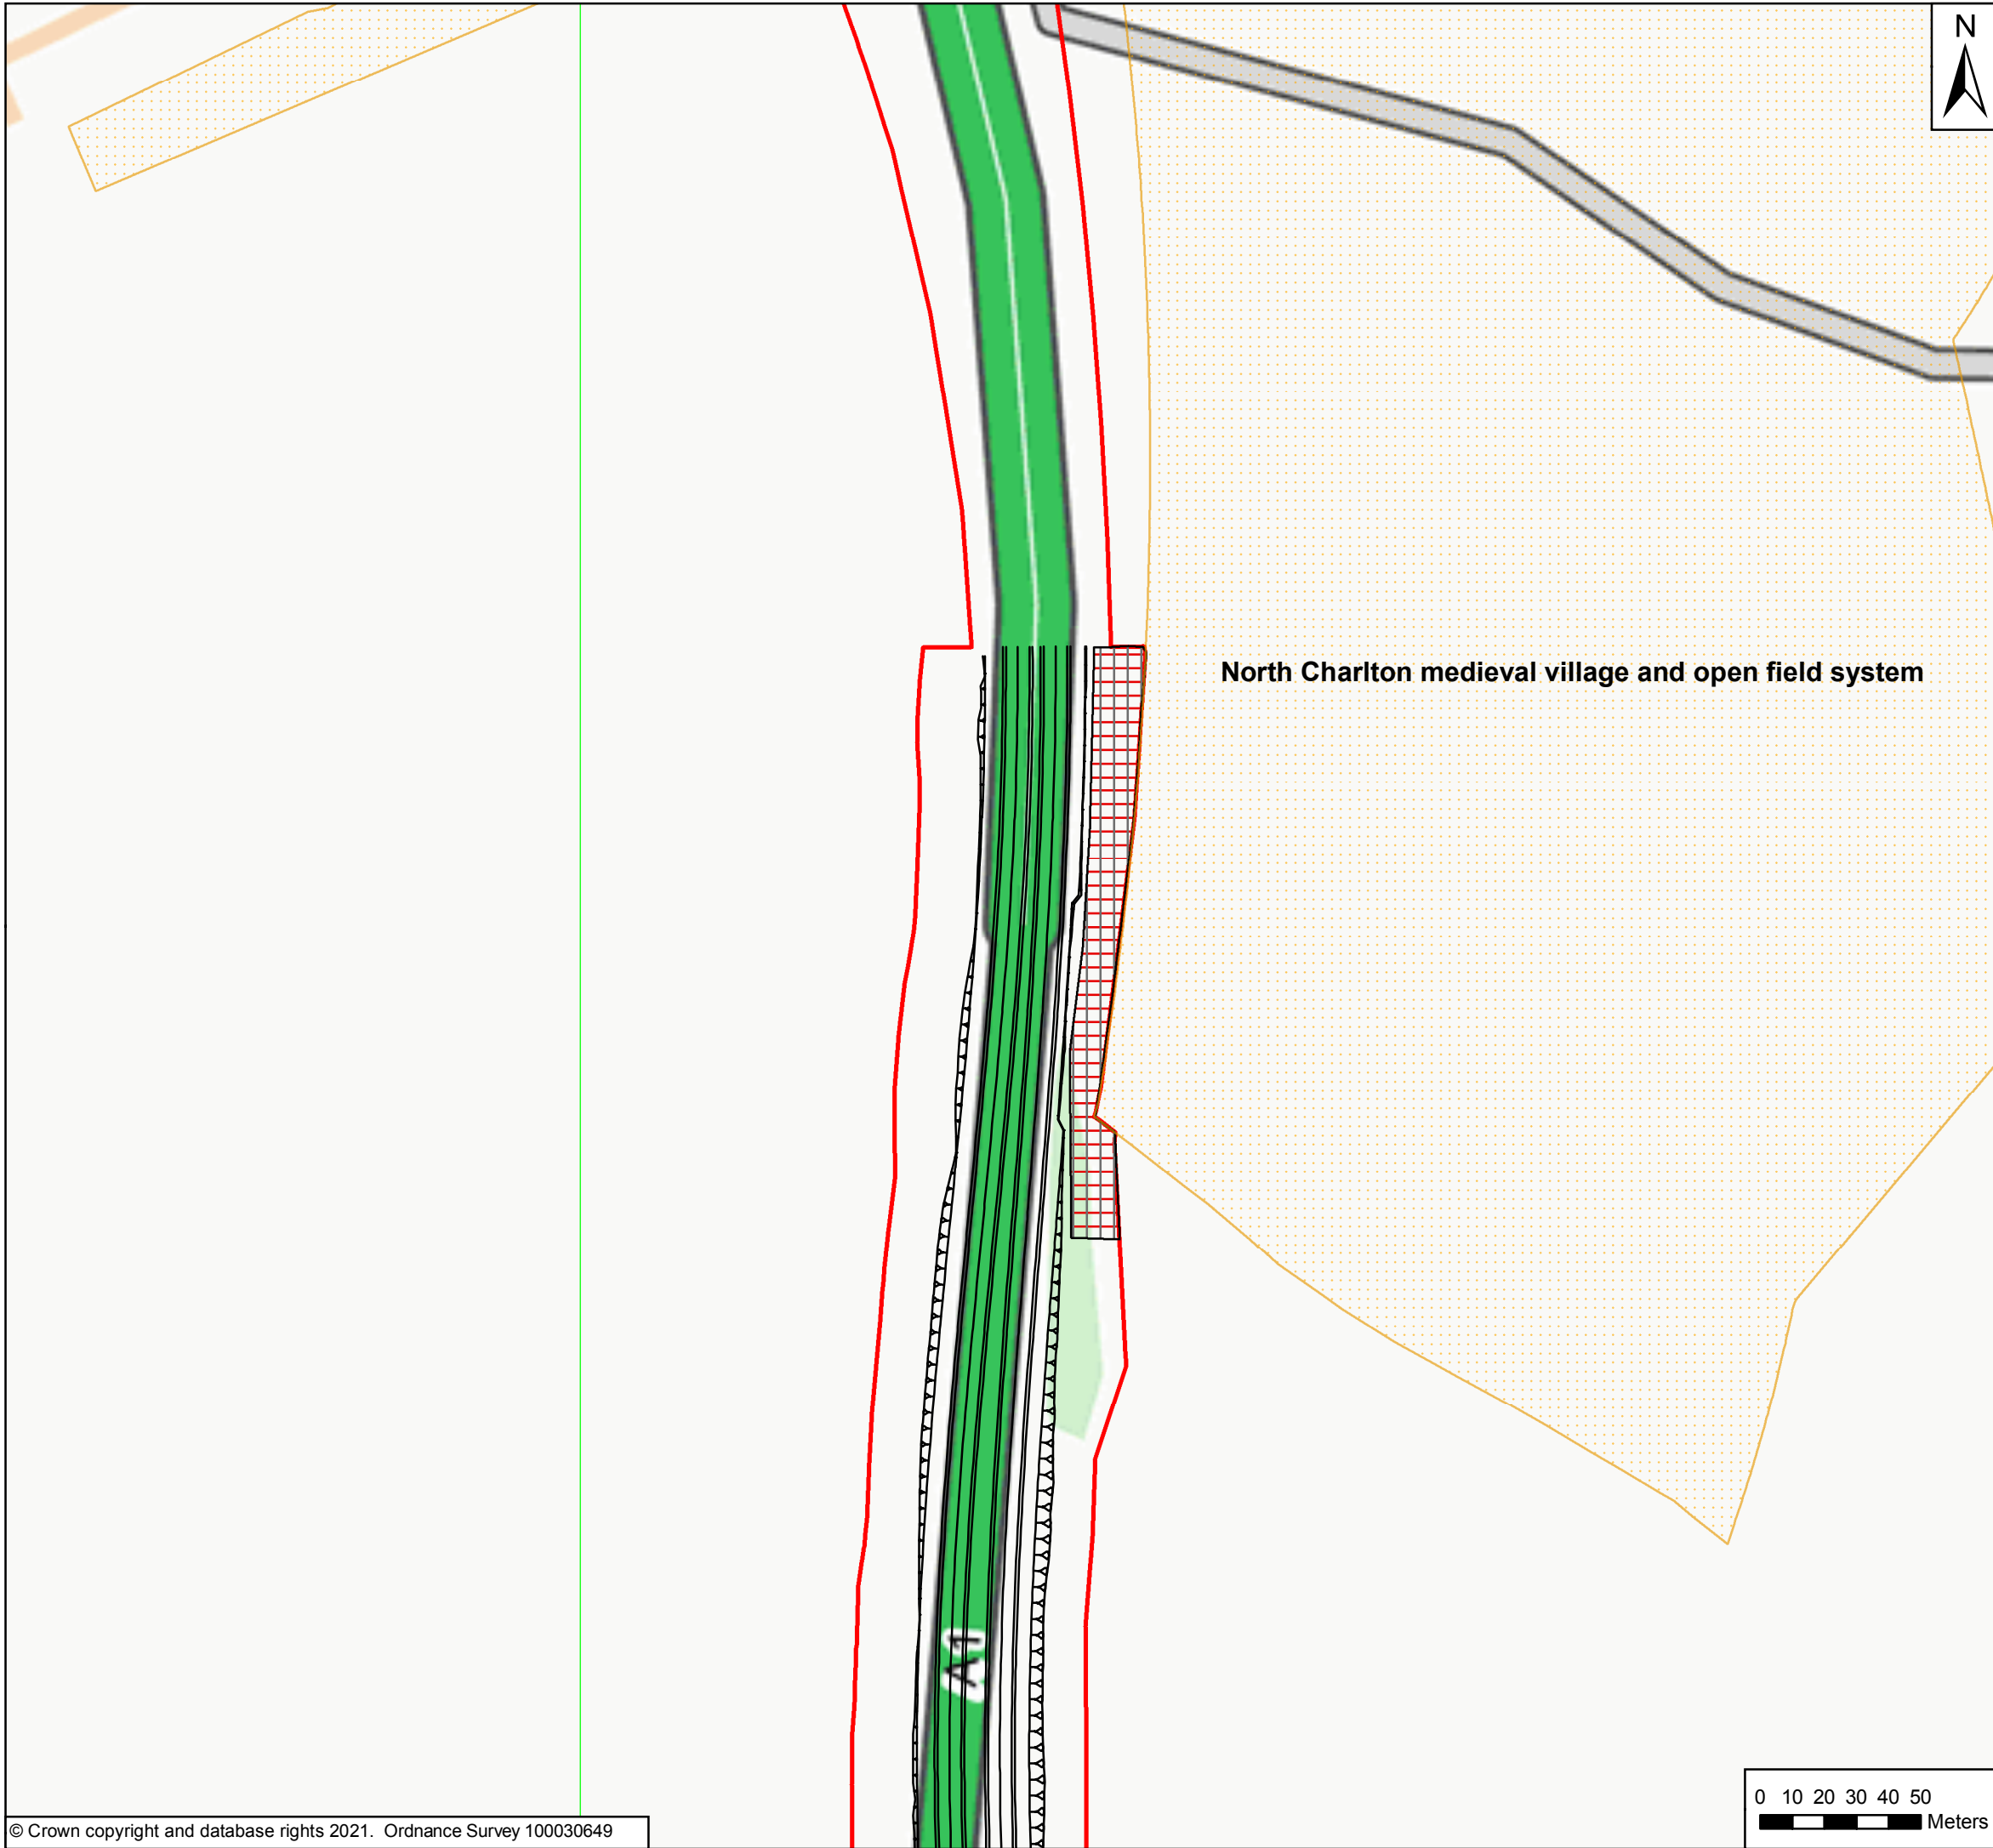 N
North Charlton medieval village and open field system
A1
0 10 20 30 40 50
Meters
© Crown copyright and database rights 2021. Ordnance Survey 100030649